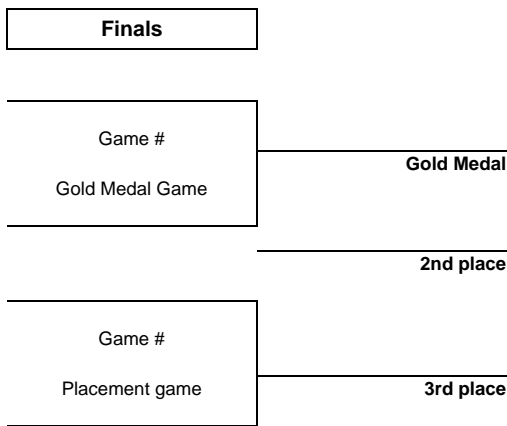 Finals
Game #
Gold Medal
Gold Medal Game
2nd place
Game #
Placement game
3rd place